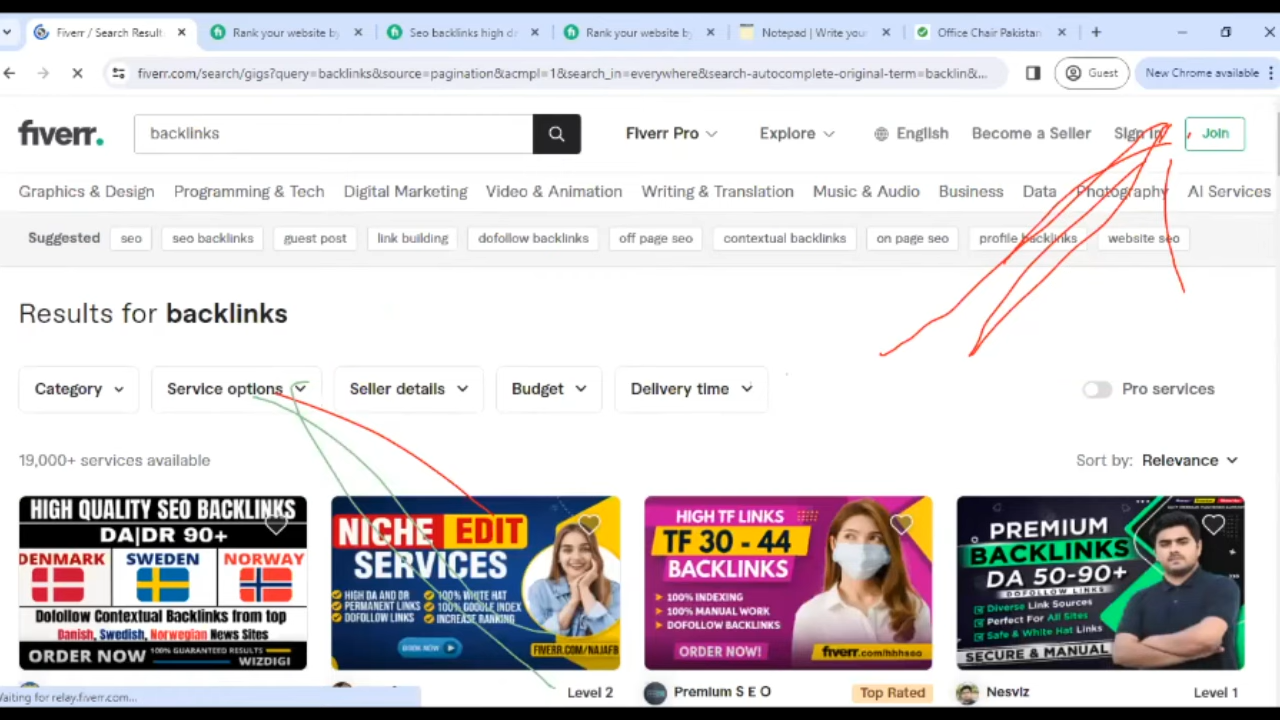 Fiverr / Search Result
Rank your website by
Seo backlinks high d
Rank your website by
Notepad | Write your
Office Chair Pakistan
fiverr.com/search/gigs?query=backlinks&source=pagination&acmpl=1&search_in=everywhere&search-autocomplete-original-term=backlin&...
Guest
New Chrome available
fiverr.
backlinks
Fiverr Pro
Explore
English
Become a Seller
Sign in
Join
Graphics & Design
Programming & Tech
Digital Marketing
Video & Animation
Writing & Translation
Music & Audio
Business
Data
Photography
AI Services
Suggested
seo
seo backlinks
guest post
link building
dofollow backlinks
off page seo
contextual backlinks
on page seo
profile backlinks
website seo
Results for backlinks
Category
Service options
Seller details
Budget
Delivery time
Pro services
19,000+ services available
Sort by: Relevance
HIGH QUALITY SEO BACKLINKS
DA|DR 90+
DENMARK
SWEDEN
NORWAY
Dofollow Contextual Backlinks from top
Danish, Swedish, Norwegian News Sites
ORDER NOW
100% GUARANTEED RESULTS
WIZDIGI
NICHE EDIT
SERVICES
HIGH DA AND DR
PERMANENT LINKS
DOFOLLOW LINKS
100% WHITE HAT
100% GOOGLE INDEX
INCREASE RANKING
BOOK NOW
FIVERR.COM/NAJAFB
HIGH TF LINKS
TF 30 - 44
BACKLINKS
100% INDEXING
100% MANUAL WORK
DOFOLLOW BACKLINKS
ORDER NOW!
fiverr.com/hhhseo
PREMIUM
BACKLINKS
DA 50-90+
DOFOLLOW LINKS
Diverse Link Sources
Perfect For All Sites
Safe & White Hat Links
SECURE & MANUAL
Level 2
Premium S E O
Top Rated
Nesviz
Level 1
Waiting for relay.fiverr.com...